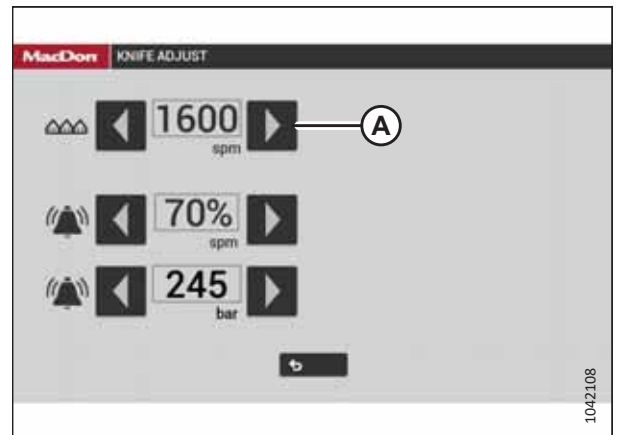 MacDon KNIFE ADJUST
1600
spm
A
70%
spm
245
bar
1042108